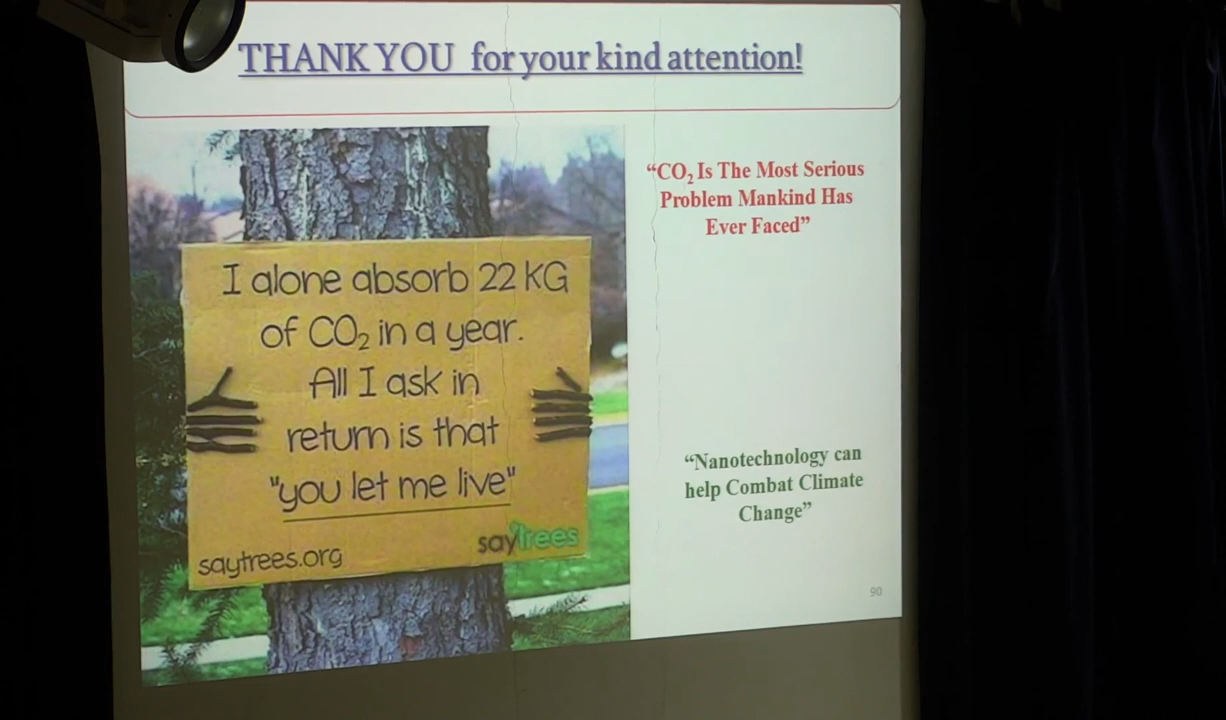 THANK YOU for your kind attention!
I alone absorb 22 KG
of CO₂ in a year.
All I ask in
return is that
"you let me live"
saytrees.org
saytrees
“CO₂ Is The Most Serious
Problem Mankind Has
Ever Faced”
“Nanotechnology can
help Combat Climate
Change”
90